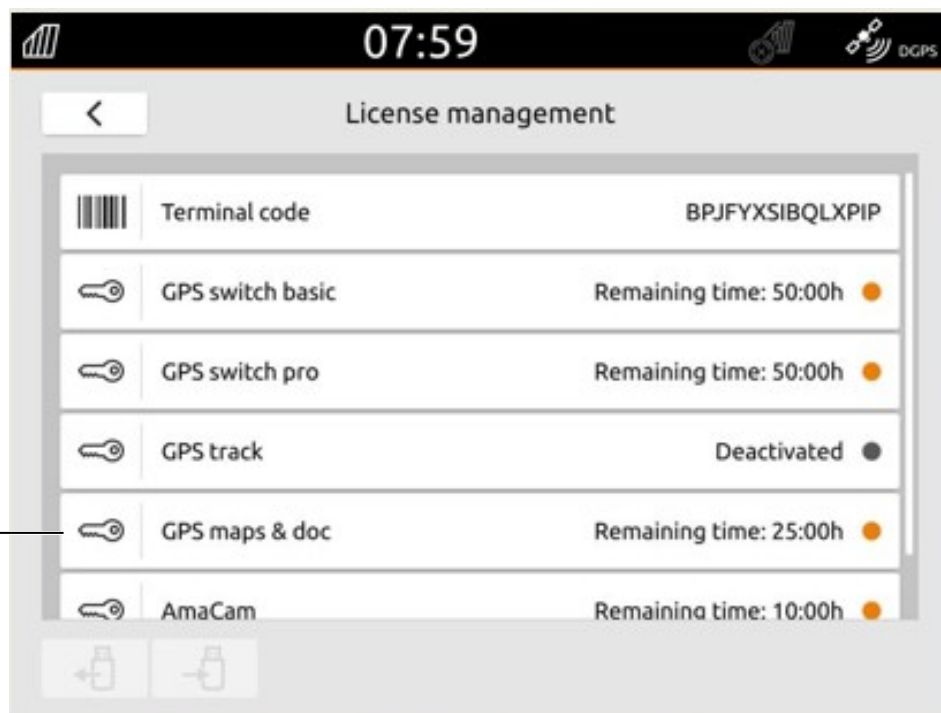 07:59
DGPS
License management
Terminal code BPJFYXSIBQLXPIP
GPS switch basic Remaining time: 50:00h
GPS switch pro Remaining time: 50:00h
GPS track Deactivated
GPS maps & doc Remaining time: 25:00h
AmaCam Remaining time: 10:00h